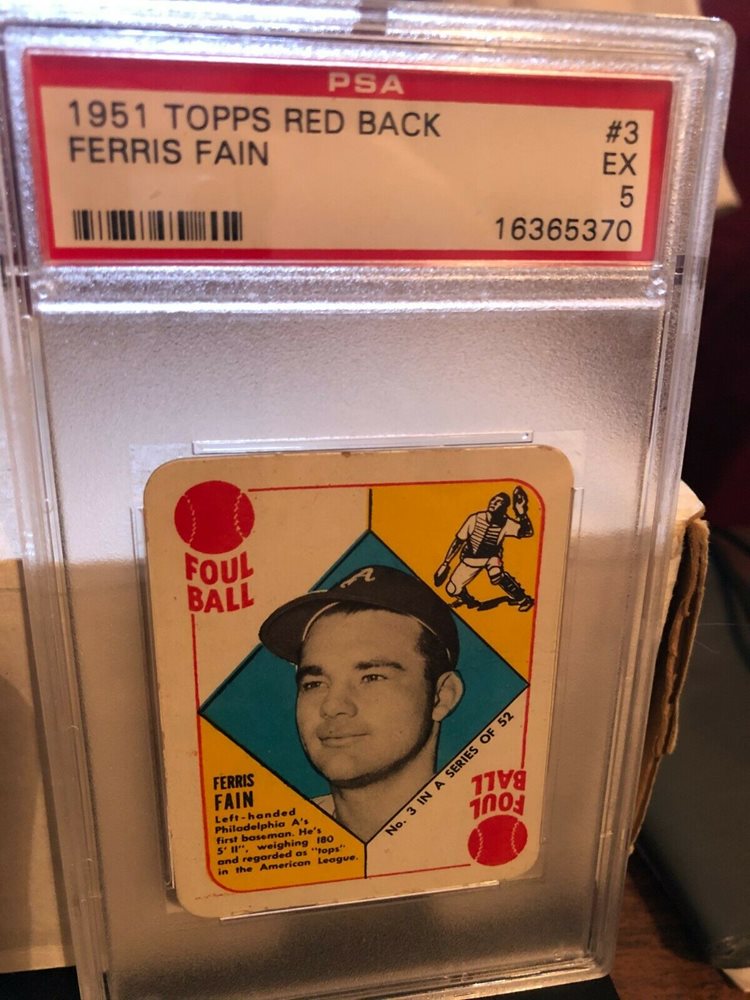 PSA
1951 TOPPS RED BACK
#3
FERRIS FAIN
EX
5
16365370
FOUL
BALL
A
FERRIS
FAIN
Left-handed
Philadelphia A's
first baseman. He's
5' 11", weighing 180
and regarded as "tops"
in the American League.
No. 3 IN A SERIES OF 52
FOUL
BALL